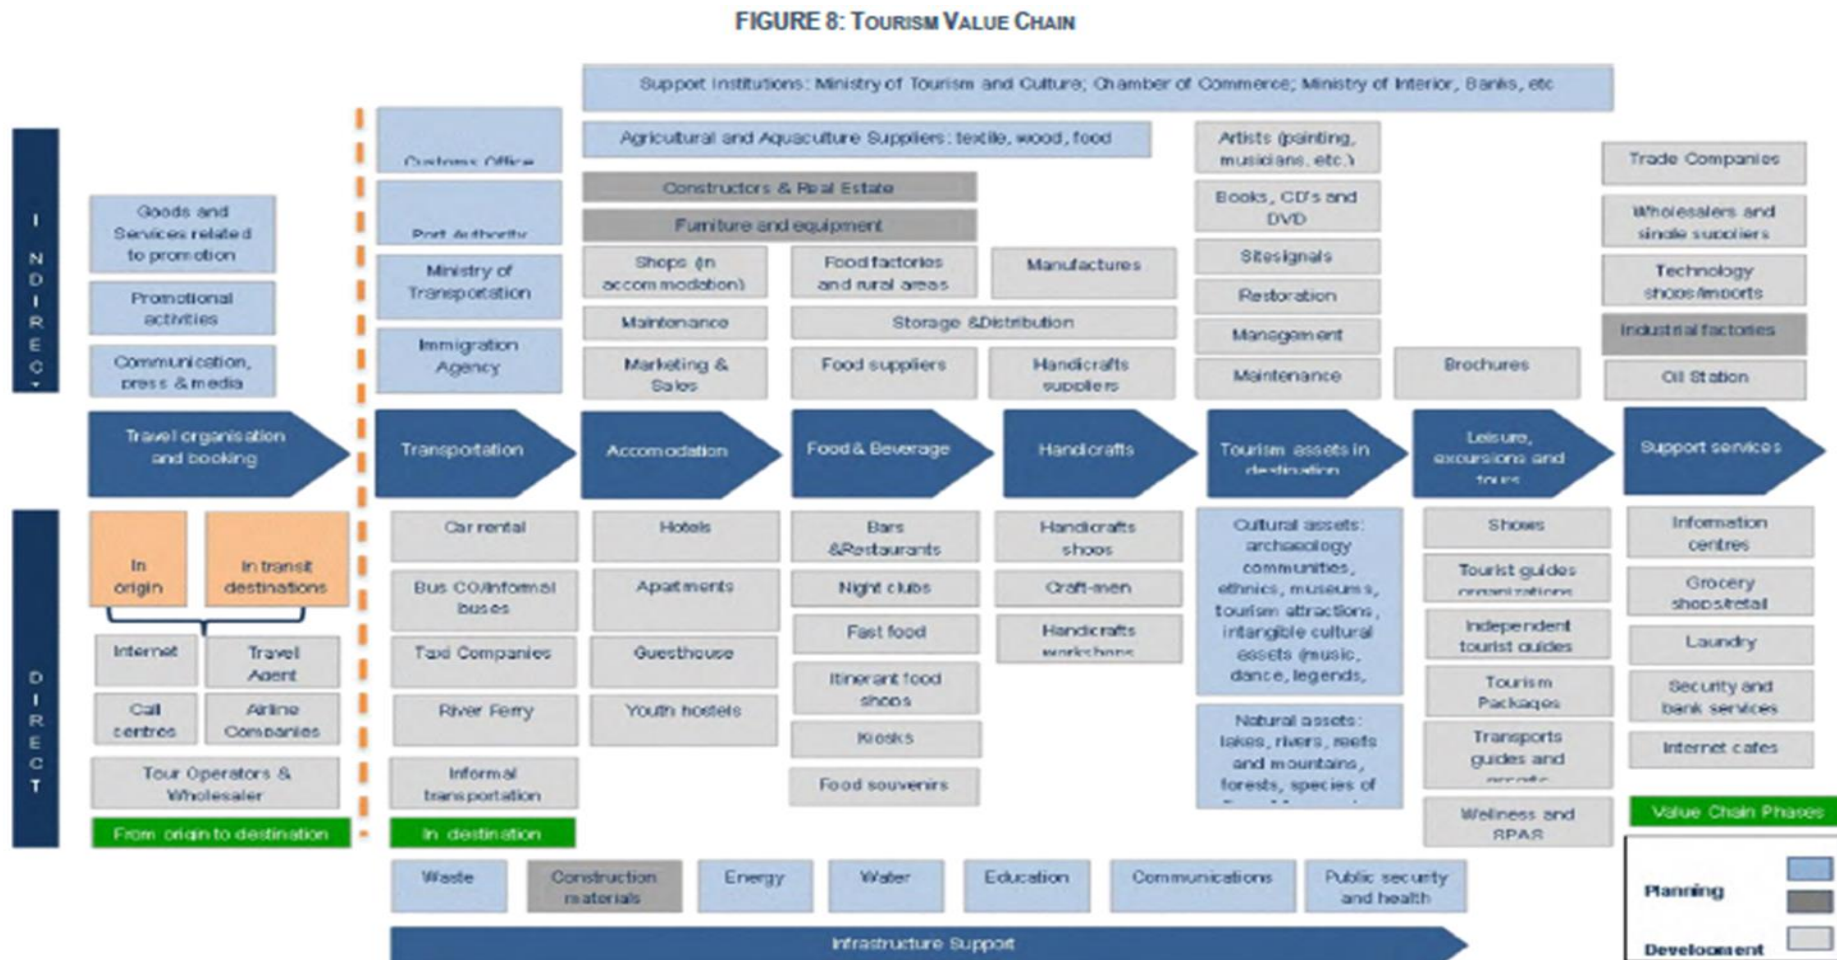 FIGURE 8: TOURISM VALUE CHAIN
Support Institutions: Ministry of Tourism and Culture; Chamber of Commerce; Ministry of Interior, Banks, etc
Customs Office
Agricultural and Aquaculture Suppliers: textile, wood, food
Artists (painting,
musicians, etc.)
Trade Companies
Constructors & Real Estate
Goods and
Services related
to promotion
Port Authority
Furniture and equipment
Books, CD's and
DVD
Wholesalers and
single suppliers
INDIREC
Ministry of
Transportation
Shops (in
accommodation)
Food factories
and rural areas
Manufactures
Sitesignals
Technology
shops/imports
Promotional
activities
Restoration
Maintenance
Storage &Distribution
Management
Industrial factories
Communication,
press & media
Immigration
Agency
Marketing &
Sales
Food suppliers
Handicrafts
suppliers
Maintenance
Brochures
Oil Station
Travel organisation
and booking
Transportation
Accomodation
Food & Beverage
Handicrafts
Tourism assets in
destination
Leisure,
excursions and
tours
Support services
DIRECT
In
origin
In transit
destinations
Internet
Travel
Agent
Call
centres
Airline
Companies
Tour Operators &
Wholesaler
From origin to destination
Car rental
Bus CO/Informal
buses
Taxi Companies
River Ferry
Informal
transportation
In destination
Hotels
Apartments
Guesthouse
Youth hostels
Bars
&Restaurants
Night clubs
Fast food
Itinerant food
shops
Kiosks
Food souvenirs
Handicrafts
shops
Craft-men
Handicrafts
workshops
Cultural assets:
archaeology
communities,
ethnics, museums,
tourism attractions,
intangible cultural
assets (music,
dance, legends,
Natural assets:
lakes, rivers, reefs
and mountains,
forests, species of
Shows
Tourist guides
organizations
Independent
tourist guides
Tourism
Packages
Transports
guides and
Wellness and
SPAS
Information
centres
Grocery
shops/retail
Laundry
Security and
bank services
Internet cafes
Value Chain Phases
Planning
Development
Waste
Construction
materials
Energy
Water
Education
Communications
Public security
and health
Infrastructure Support